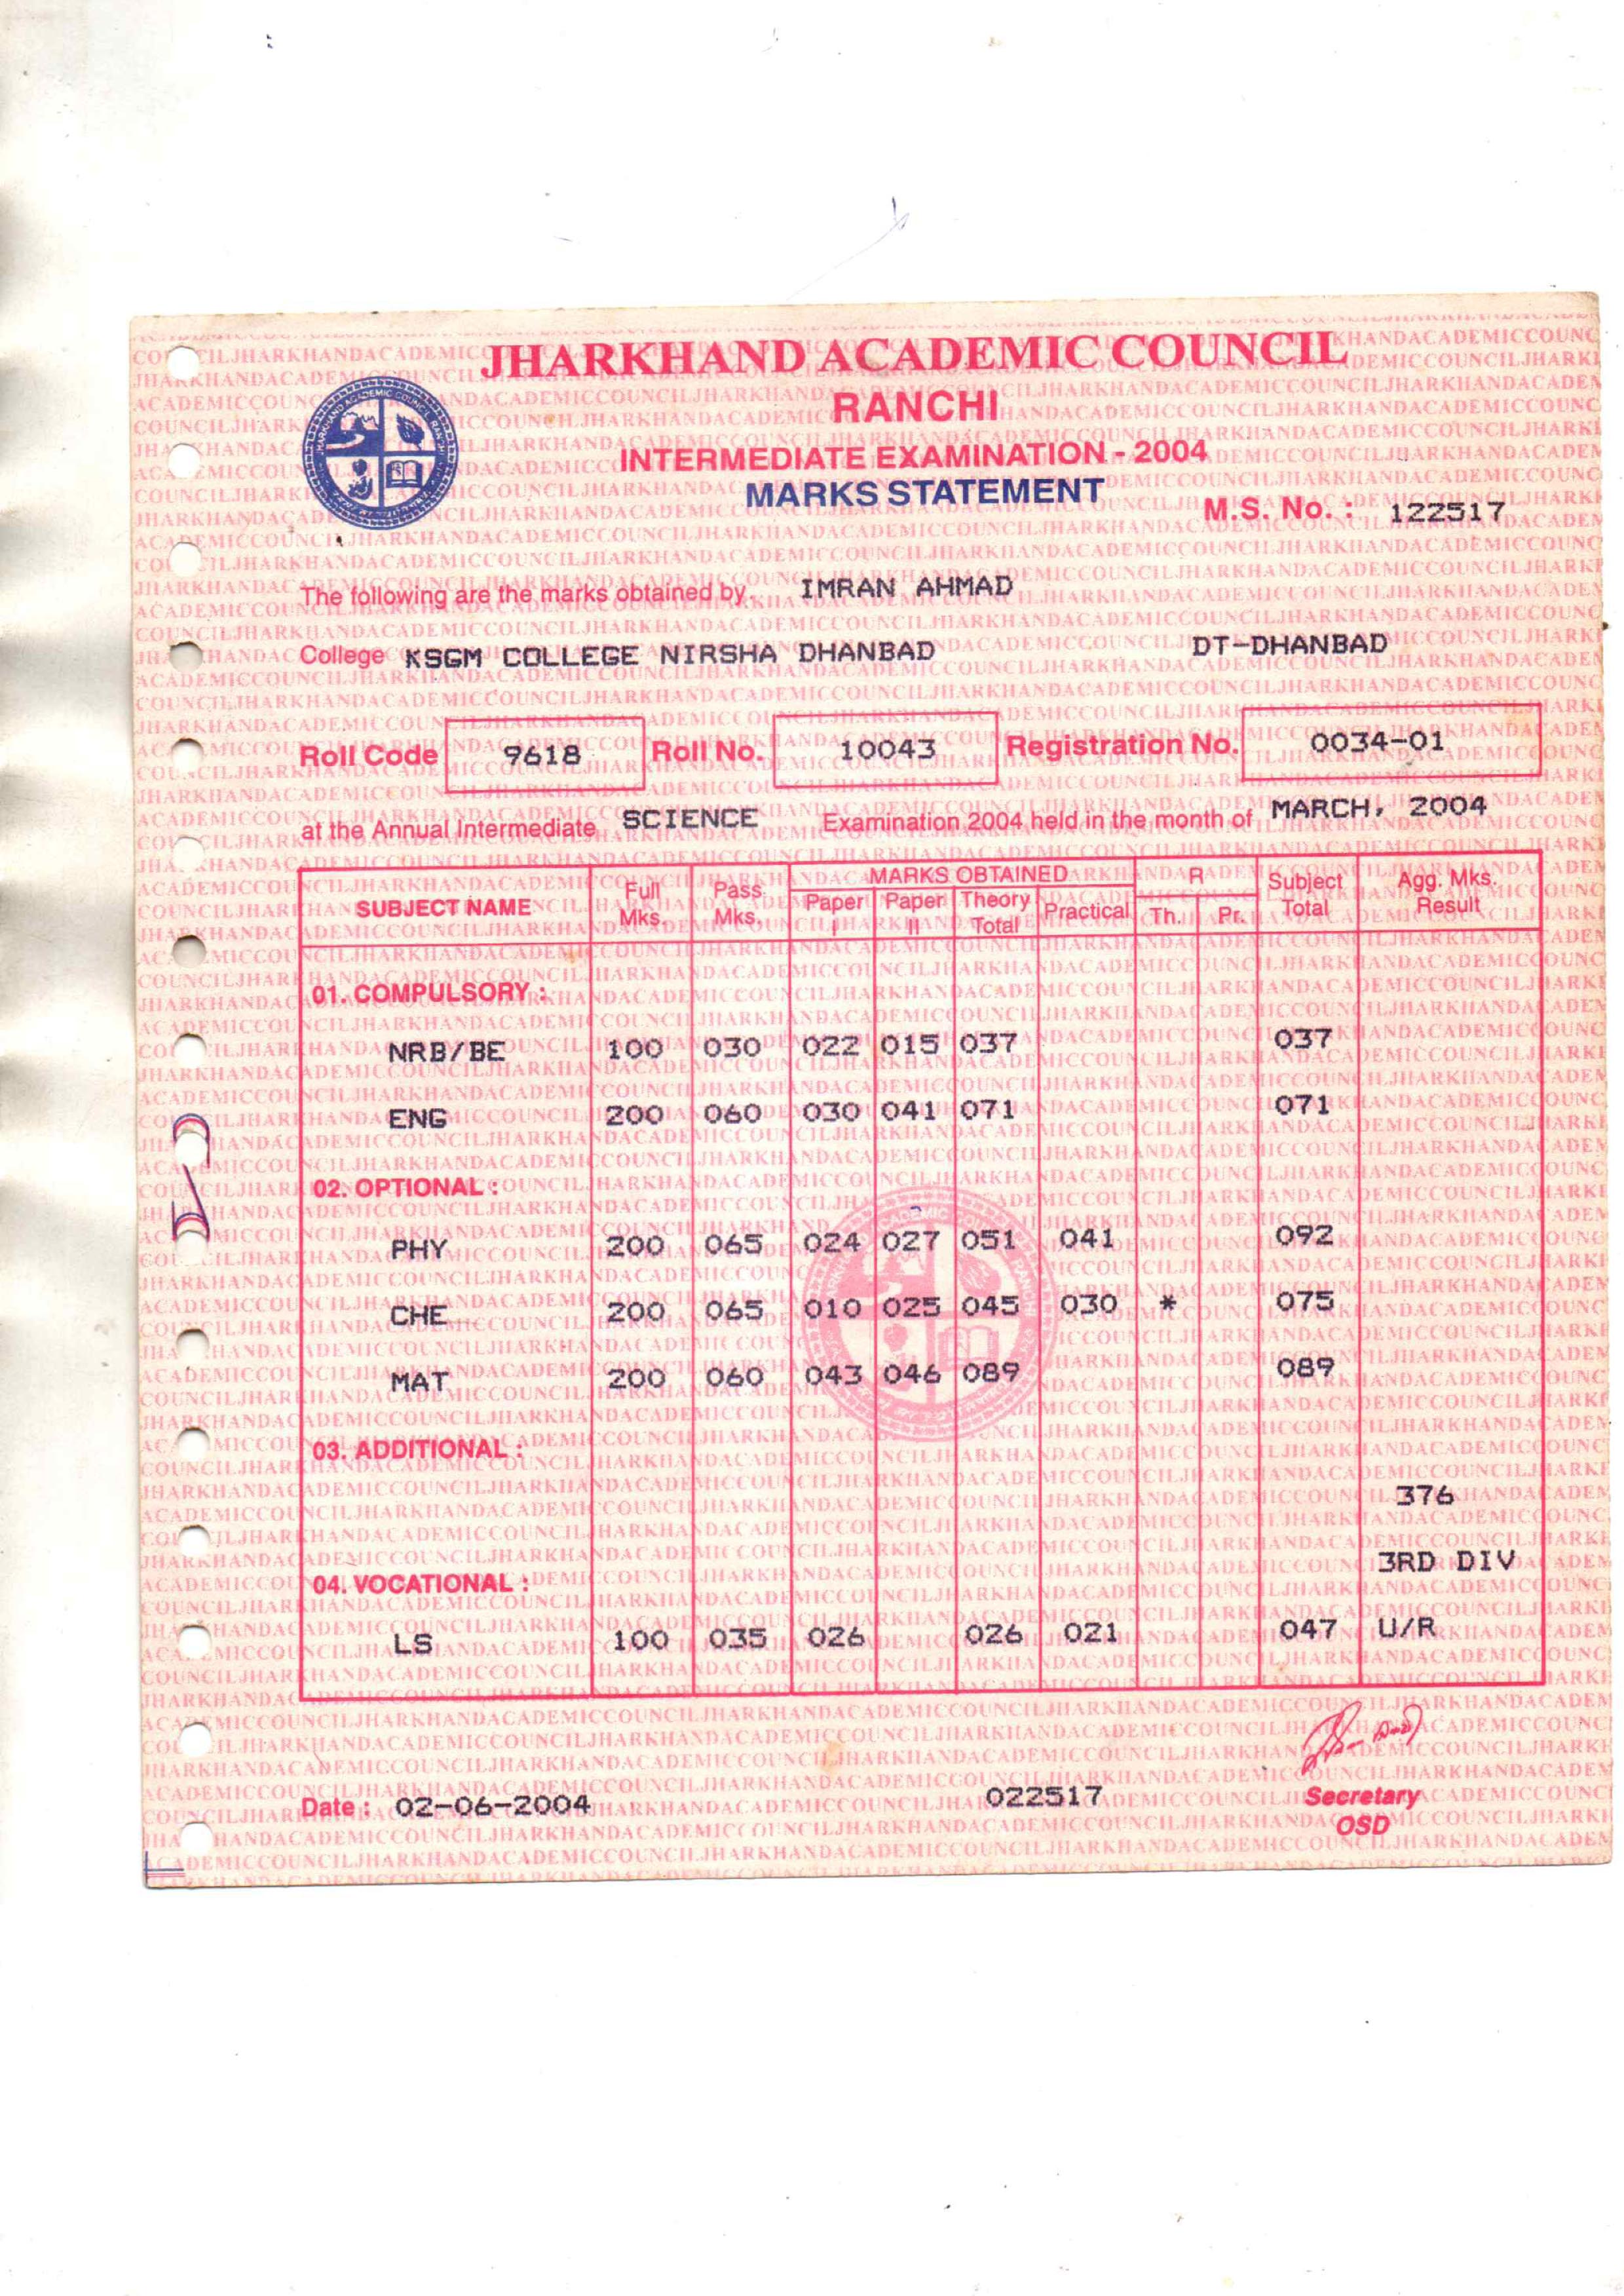 JHARKHAND ACADEMIC COUNCIL
RANCHI
INTERMEDIATE EXAMINATION - 2004
MARKS STATEMENT
M.S. No. : 122517
The following are the marks obtained by IMRAN AHMAD
College KSGM COLLEGE NIRSHA DHANBAD DT-DHANBAD
Roll Code 9618 Roll No. 10043 Registration No. 0034-01
at the Annual Intermediate SCIENCE Examination 2004 held in the month of MARCH, 2004
SUBJECT NAME Full Mks. Pass Mks. MARKS OBTAINED Paper I Paper II Theory Total Practical R Th. Pr. Subject Total Agg. Mks. Result
01. COMPULSORY :
NRB/BE 100 030 022 015 037 037
ENG 200 060 030 041 071 071
02. OPTIONAL :
PHY 200 065 024 027 051 041 092
CHE 200 065 010 025 045 030 * 075
MAT 200 060 043 046 089 089
03. ADDITIONAL :
376
3RD DIV
04. VOCATIONAL :
LS 100 035 026 026 021 047 U/R
Date : 02-06-2004 022517 Secretary
OSD